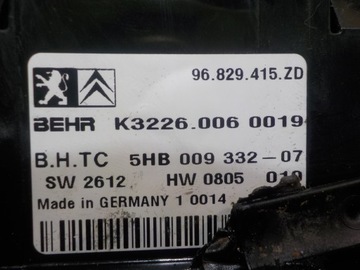 96.829.415.ZD
BEHR K3226.006 0019
B.H.TC 5HB 009 332-07
SW 2612 HW 0805 010
Made in GERMANY 1 0014